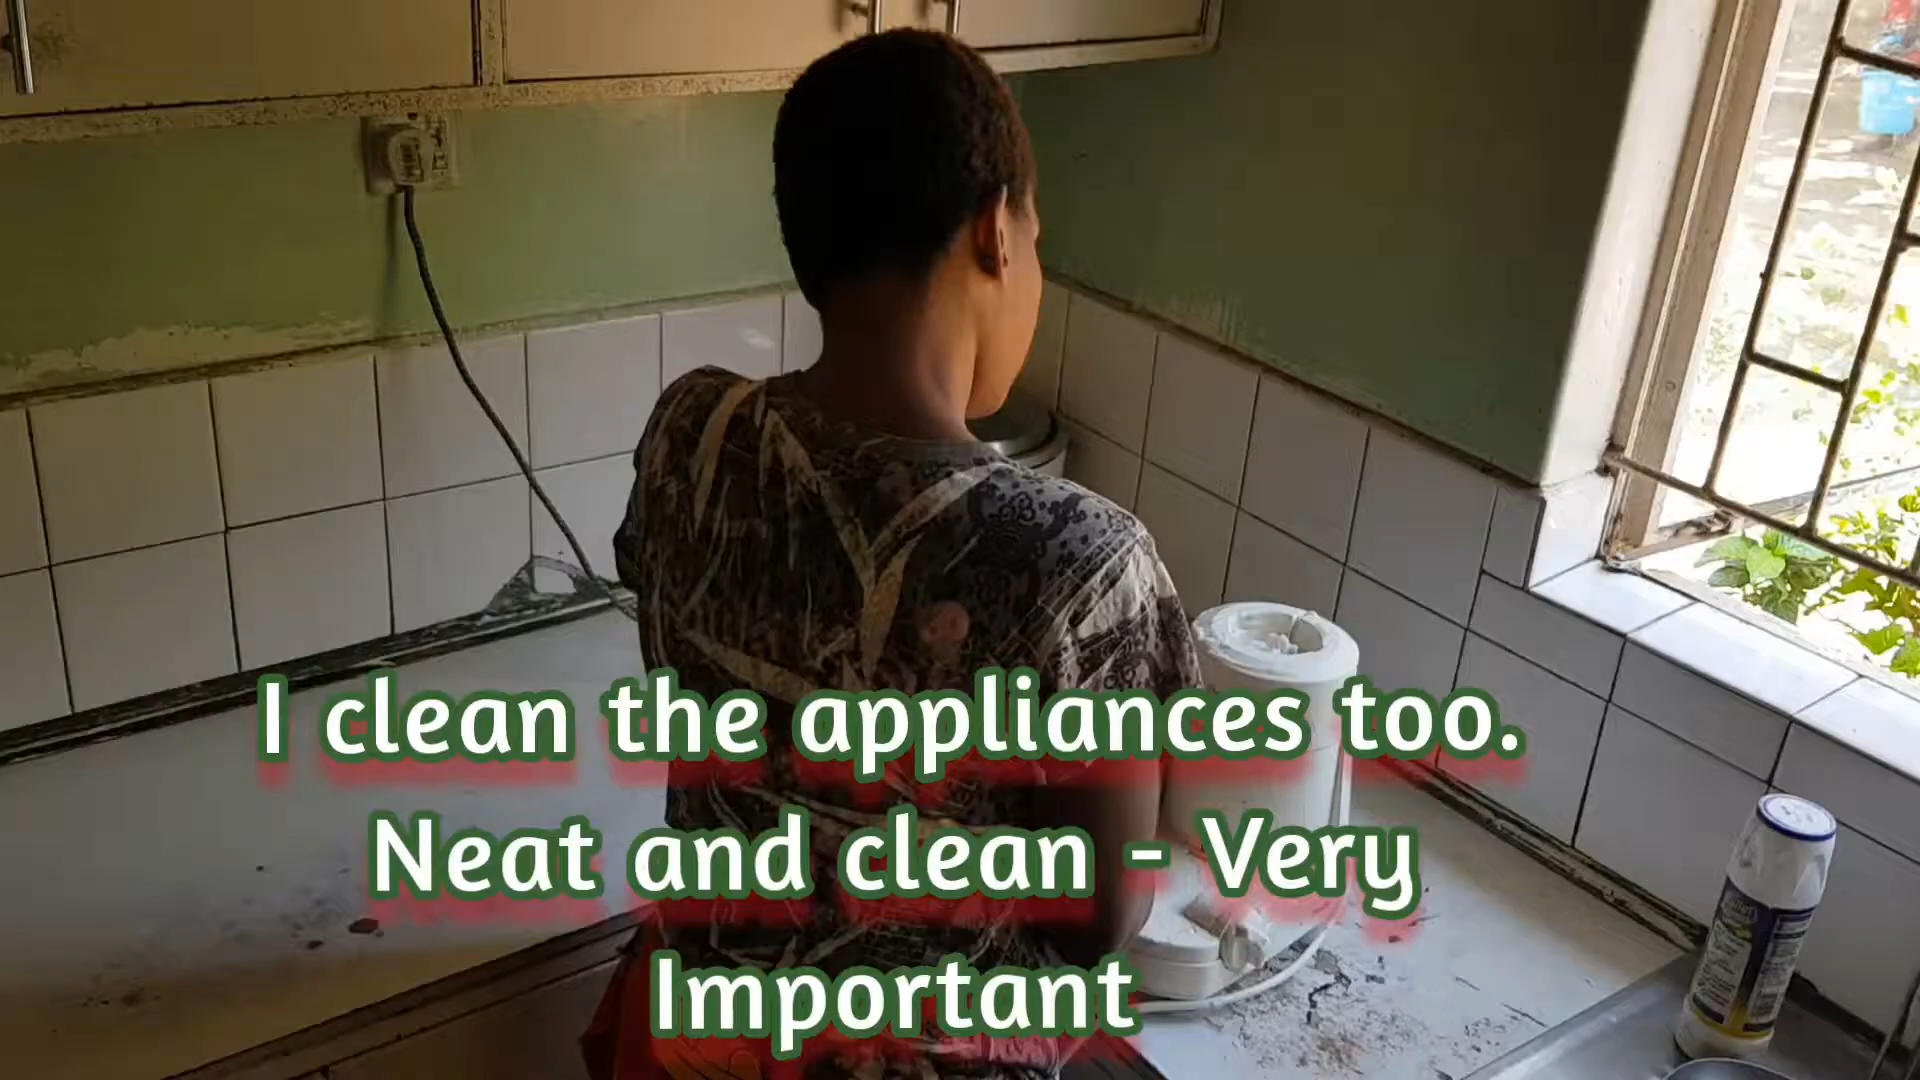 I clean the appliances too.
Neat and clean - Very
Important